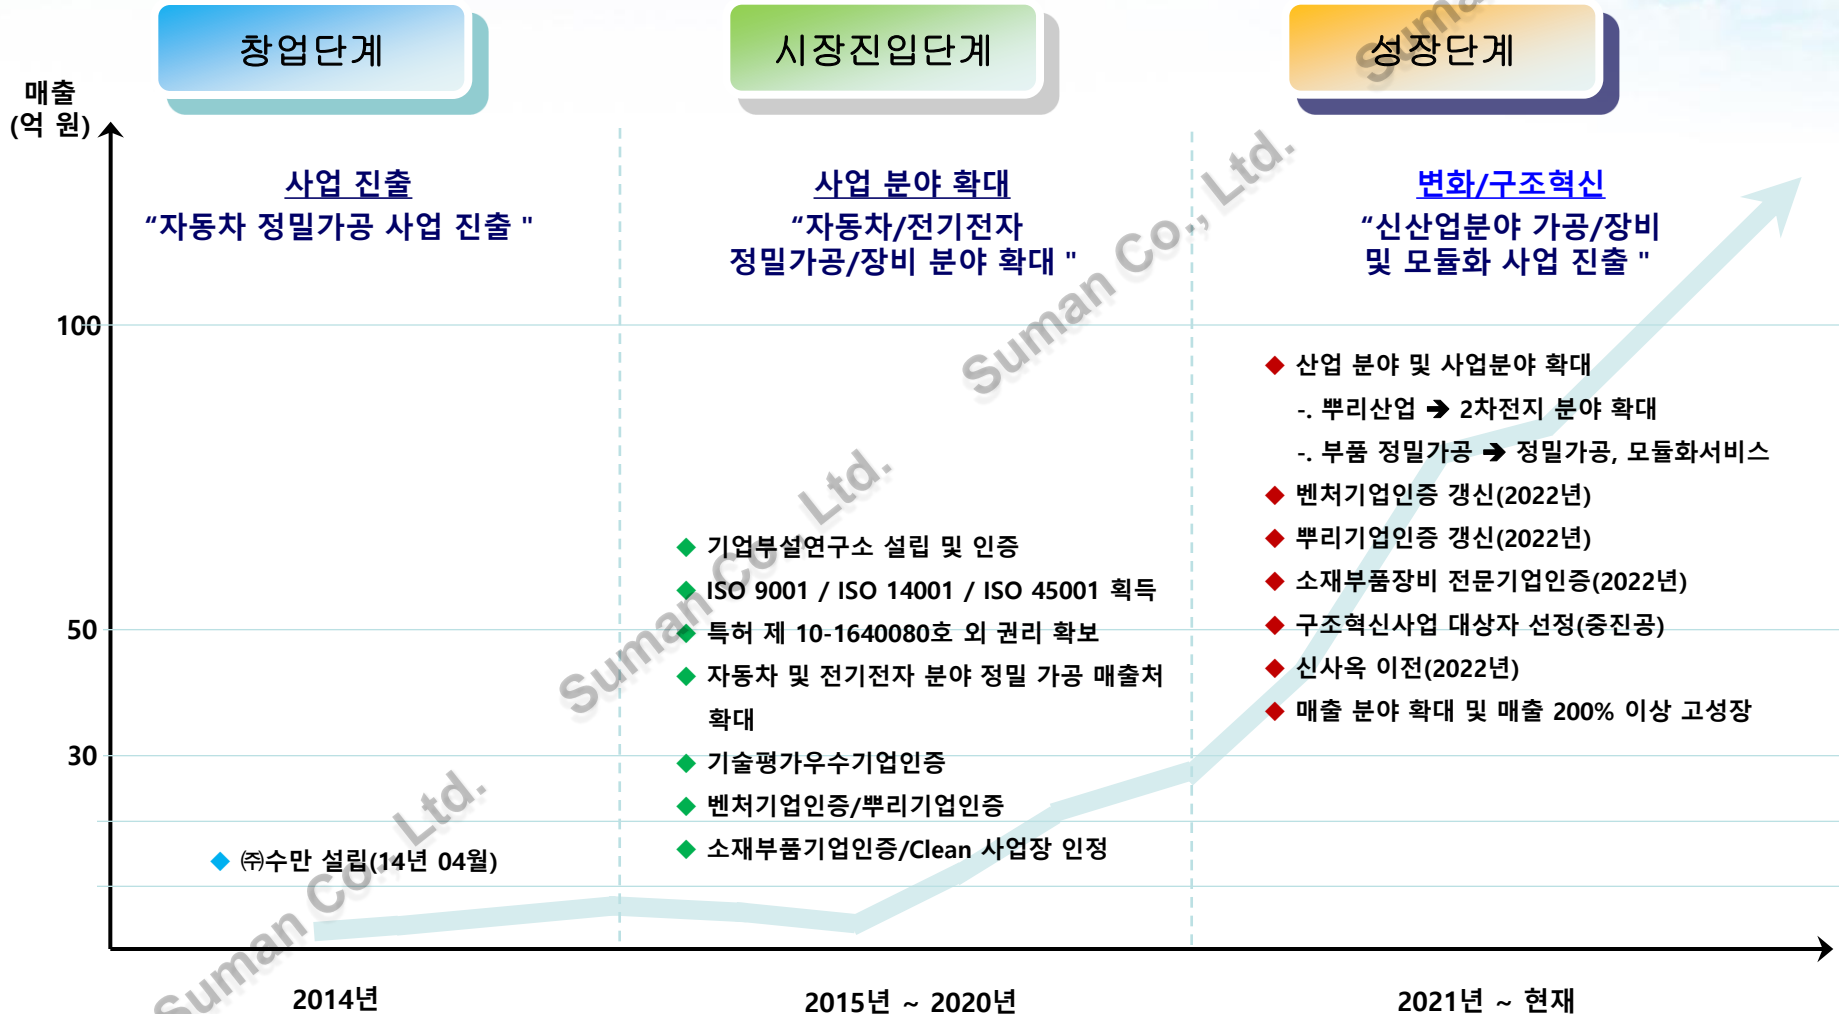 창업단계
시장진입단계
성장단계
매출
(억 원)
사업 진출
“자동차 정밀가공 사업 진출 "
사업 분야 확대
“자동차/전기전자
정밀가공/장비 분야 확대 "
변화/구조혁신
“신산업분야 가공/장비
및 모듈화 사업 진출 "
100
50
30
◆ ㈜수만 설립(14년 04월)
◆ 기업부설연구소 설립 및 인증
◆ ISO 9001 / ISO 14001 / ISO 45001 획득
◆ 특허 제 10-1640080호 외 권리 확보
◆ 자동차 및 전기전자 분야 정밀 가공 매출처
확대
◆ 기술평가우수기업인증
◆ 벤처기업인증/뿌리기업인증
◆ 소재부품기업인증/Clean 사업장 인정
◆ 산업 분야 및 사업분야 확대
-. 뿌리산업 ➔ 2차전지 분야 확대
-. 부품 정밀가공 ➔ 정밀가공, 모듈화서비스
◆ 벤처기업인증 갱신(2022년)
◆ 뿌리기업인증 갱신(2022년)
◆ 소재부품장비 전문기업인증(2022년)
◆ 구조혁신사업 대상자 선정(중진공)
◆ 신사옥 이전(2022년)
◆ 매출 분야 확대 및 매출 200% 이상 고성장
2014년
2015년 ~ 2020년
2021년 ~ 현재
Suman Co., Ltd.
Suman Co., Ltd.
Suman Co., Ltd.
Suman